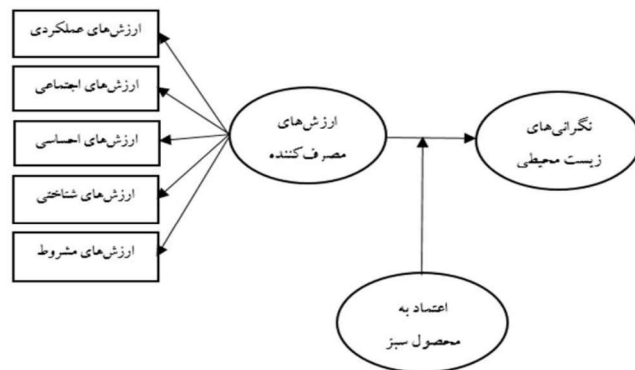 ارزش‌های عملکردی
ارزش‌های اجتماعی
ارزش‌های احساسی
ارزش‌های شناختی
ارزش‌های مشروط
ارزش‌های
مصرف‌کننده
نگرانی‌های
زیست محیطی
اعتماد به
محصول سبز